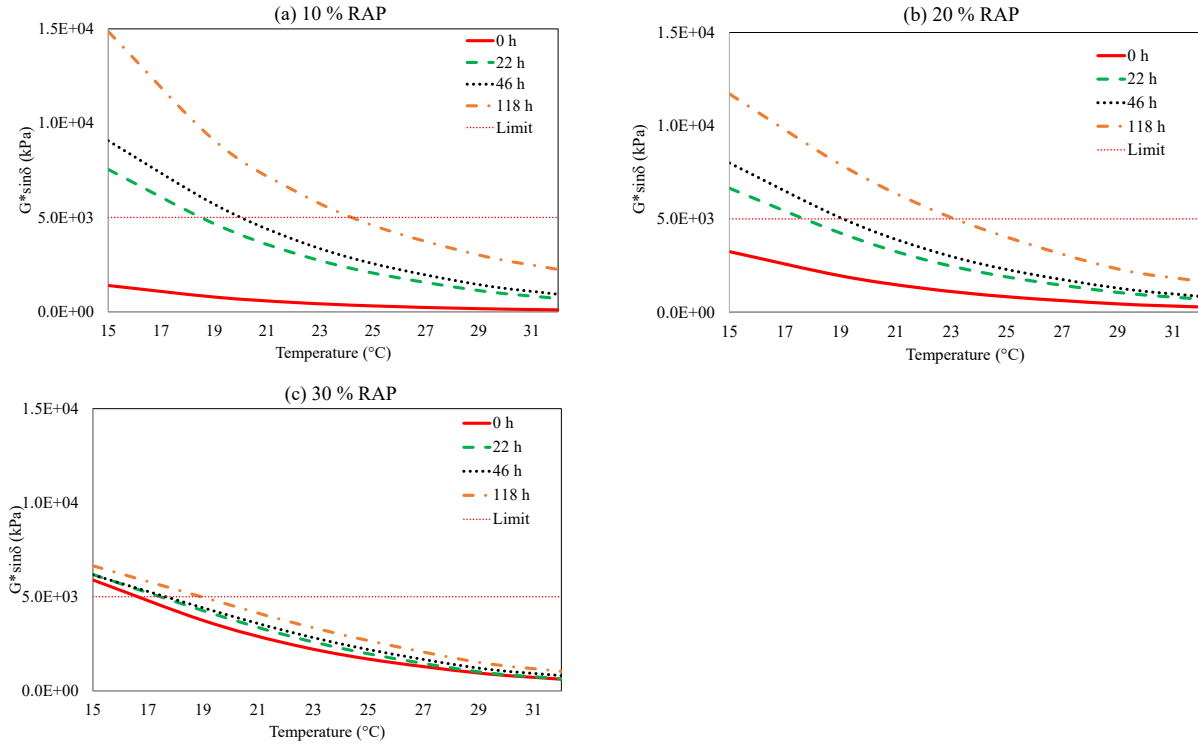 (a) 10 % RAP
1.5E+04
1.0E+04
5.0E+03
0.0E+00
G*sinδ (kPa)
15 17 19 21 23 25 27 29 31
Temperature (°C)
0 h
22 h
46 h
118 h
Limit
(b) 20 % RAP
1.5E+04
1.0E+04
5.0E+03
0.0E+00
G*sinδ (kPa)
15 17 19 21 23 25 27 29 31
Temperature (°C)
0 h
22 h
46 h
118 h
Limit
(c) 30 % RAP
1.5E+04
1.0E+04
5.0E+03
0.0E+00
G*sinδ (kPa)
15 17 19 21 23 25 27 29 31
Temperature (°C)
0 h
22 h
46 h
118 h
Limit